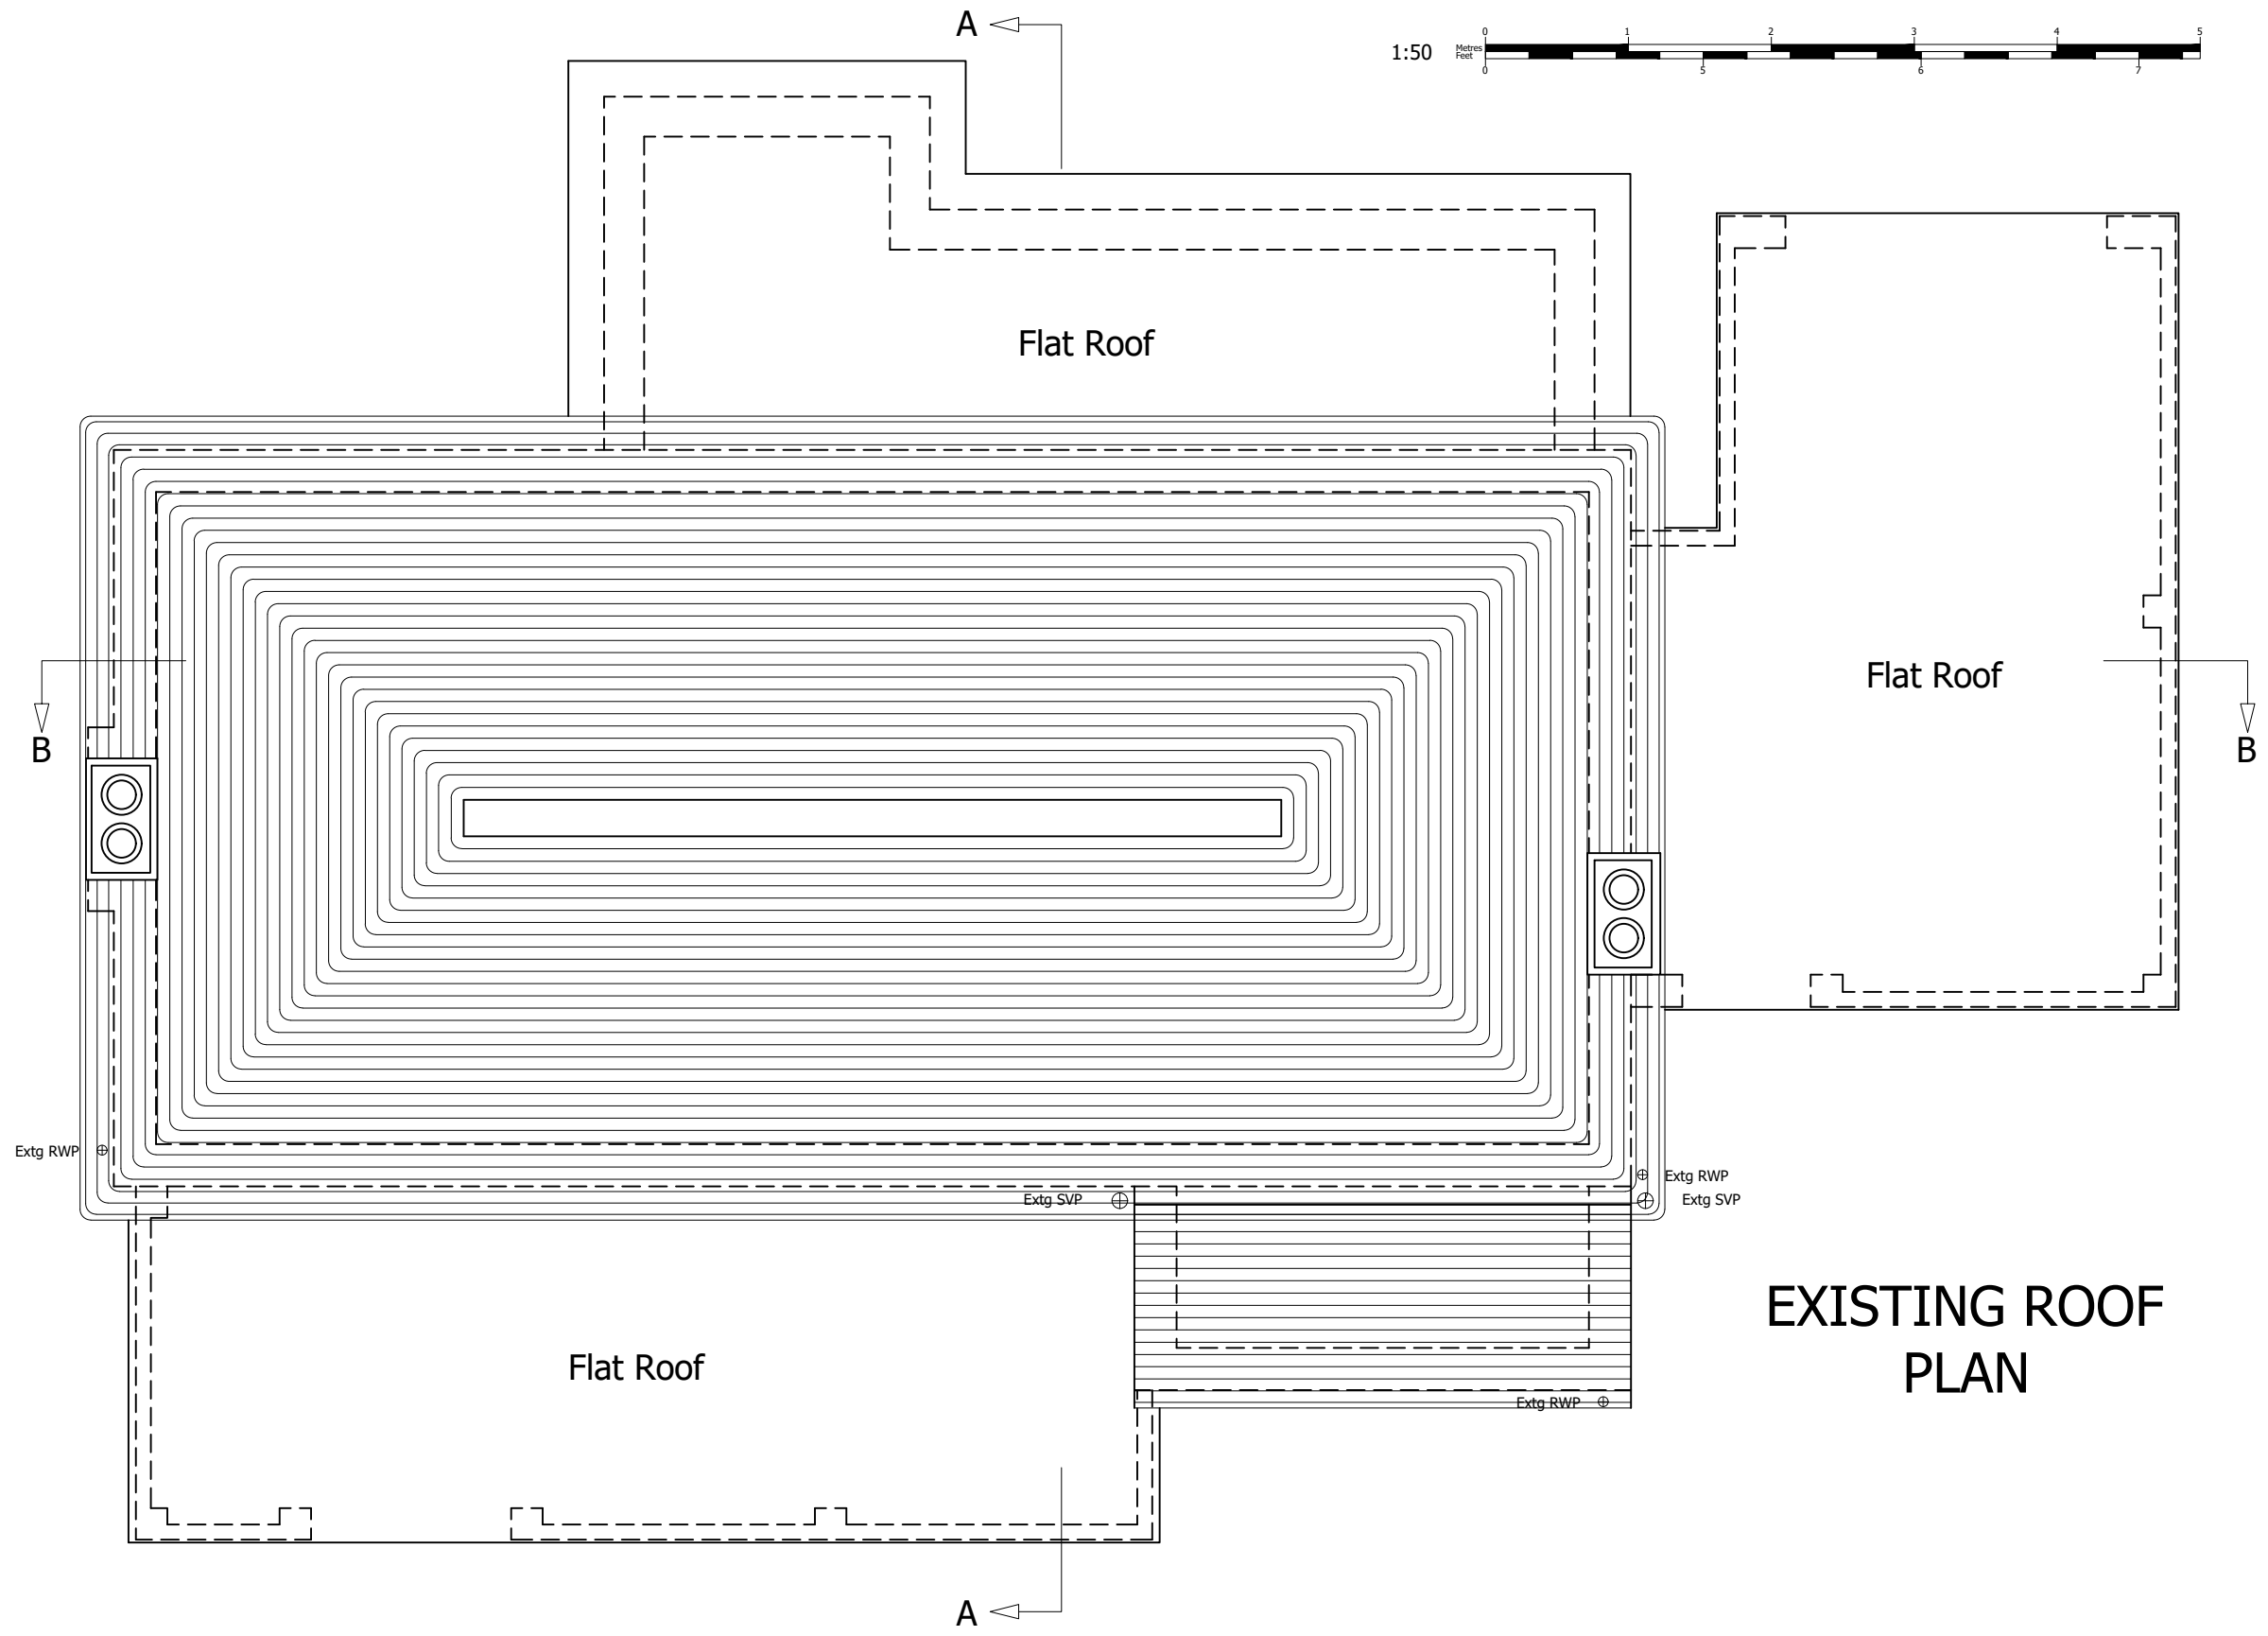 A
1:50
Metres
Feet
0 1 2 3 4 5
0 5 6 7
Flat Roof
Flat Roof
B
B
Extg RWP
Extg RWP
Extg SVP
Extg SVP
EXISTING ROOF
PLAN
Flat Roof
Extg RWP
A